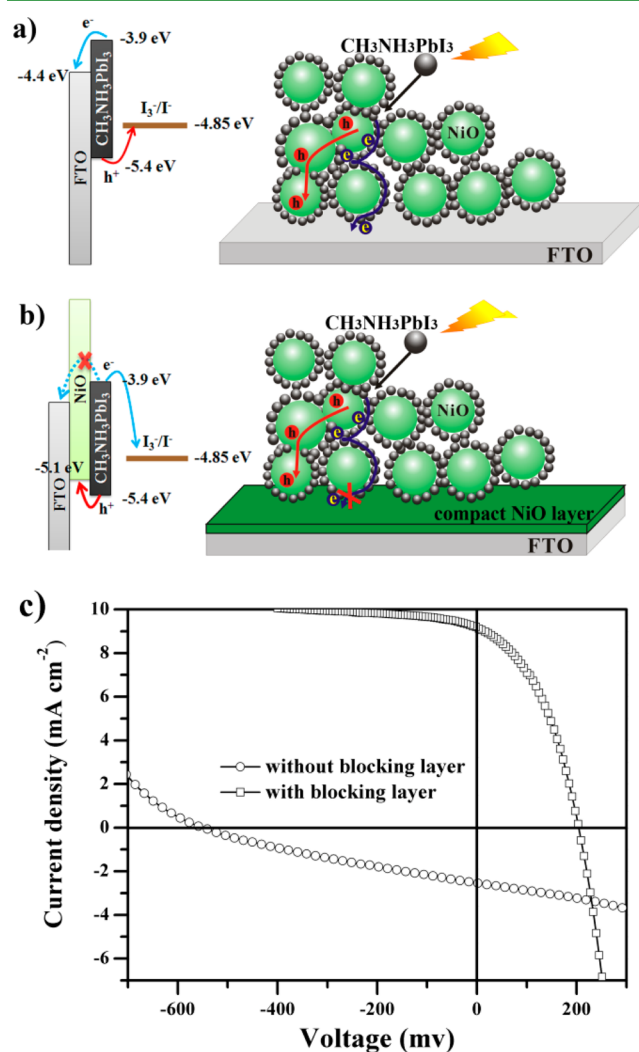 a)
e-
-3.9 eV
-4.4 eV
CH3NH3PbI3
I3-/I-
-4.85 eV
FTO
-5.4 eV
h+
CH3NH3PbI3
NiO
h
e
h
e
h
e
FTO
b)
NiO
e-
-3.9 eV
CH3NH3PbI3
I3-/I-
-4.85 eV
-5.1 eV
FTO
-5.4 eV
h+
CH3NH3PbI3
NiO
h
e
h
e
h
e
compact NiO layer
FTO
c)
10
8
6
4
2
0
-2
-4
-6
Current density (mA cm-2)
without blocking layer
with blocking layer
-600
-400
-200
0
200
Voltage (mv)